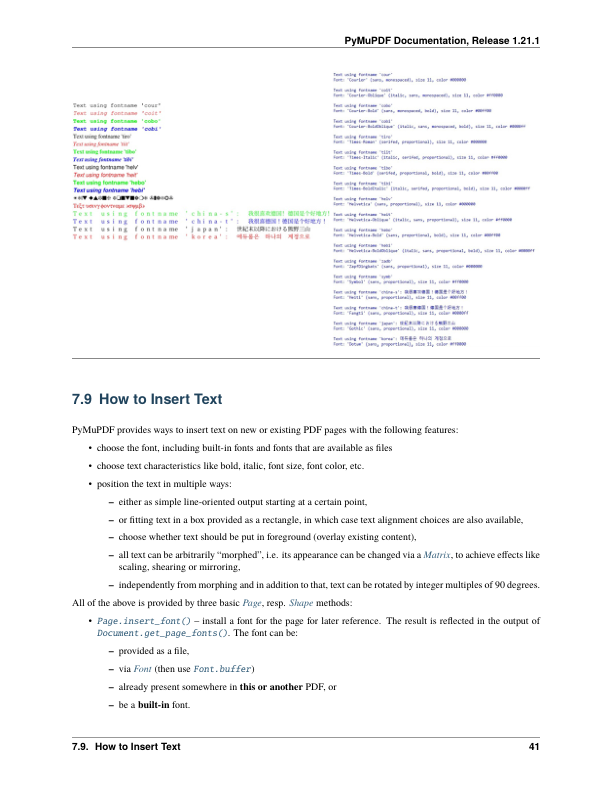 PyMuPDF Documentation, Release 1.21.1
Text using fontname 'cour'
Text using fontname 'coit'
Text using fontname 'cobo'
Text using fontname 'cobi'
Text using fontname 'tiro'
Text using fontname 'tiit'
Text using fontname 'tibo'
Text using fontname 'tibi'
Text using fontname 'helv'
Text using fontname 'heit'
Text using fontname 'hebo'
Text using fontname 'hebi'
Text using fontname 'china-s': 我很喜欢德国！德国是个好地方！
Text using fontname 'china-t': 我很喜歡德國！德國是個好地方！
Text using fontname 'japan':
Text using fontname 'korea':
Text using fontname 'cour'
Font: 'Courier' (sans, monospaced), size 11, color #000000
Text using fontname 'coit'
Font: 'Courier-Oblique' (italic, sans, monospaced), size 11, color #ff0000
Text using fontname 'cobo'
Font: 'Courier-Bold' (sans, monospaced, bold), size 11, color #00ff00
Text using fontname 'cobi'
Font: 'Courier-BoldOblique' (italic, sans, monospaced, bold), size 11, color #0000ff
Text using fontname 'tiro'
Font: 'Times-Roman' (serifed, proportional), size 11, color #000000
Text using fontname 'tiit'
Font: 'Times-Italic' (italic, serifed, proportional), size 11, color #ff0000
Text using fontname 'tibo'
Font: 'Times-Bold' (serifed, proportional, bold), size 11, color #00ff00
Text using fontname 'tibi'
Font: 'Times-BoldItalic' (italic, serifed, proportional, bold), size 11, color #0000ff
Text using fontname 'helv'
Font: 'Helvetica' (sans, proportional), size 11, color #000000
Text using fontname 'heit'
Font: 'Helvetica-Oblique' (italic, sans, proportional), size 11, color #ff0000
Text using fontname 'hebo'
Font: 'Helvetica-Bold' (sans, proportional, bold), size 11, color #00ff00
Text using fontname 'hebi'
Font: 'Helvetica-BoldOblique' (italic, sans, proportional, bold), size 11, color #0000ff
Text using fontname 'zadb'
Font: 'ZapfDingbats' (sans, proportional), size 11, color #000000
Text using fontname 'symb'
Font: 'Symbol' (sans, proportional), size 11, color #ff0000
Text using fontname 'china-s':
Font: 'Heiti' (sans, proportional), size 11, color #00ff00
Text using fontname 'china-t':
Font: 'Fangti' (sans, proportional), size 11, color #0000ff
Text using fontname 'japan':
Font: 'Gothic' (sans, proportional), size 11, color #000000
Text using fontname 'korea':
Font: 'Dotum' (sans, proportional), size 11, color #ff0000
7.9 How to Insert Text
PyMuPDF provides ways to insert text on new or existing PDF pages with the following features:
• choose the font, including built-in fonts and fonts that are available as files
• choose text characteristics like bold, italic, font size, font color, etc.
• position the text in multiple ways:
– either as simple line-oriented output starting at a certain point,
– or fitting text in a box provided as a rectangle, in which case text alignment choices are also available,
– choose whether text should be put in foreground (overlay existing content),
– all text can be arbitrarily “morphed”, i.e. its appearance can be changed via a Matrix, to achieve effects like
scaling, shearing or mirroring,
– independently from morphing and in addition to that, text can be rotated by integer multiples of 90 degrees.
All of the above is provided by three basic Page, resp. Shape methods:
• Page.insert_font() – install a font for the page for later reference. The result is reflected in the output of
Document.get_page_fonts(). The font can be:
– provided as a file,
– via Font (then use Font.buffer)
– already present somewhere in this or another PDF, or
– be a built-in font.
7.9. How to Insert Text 41